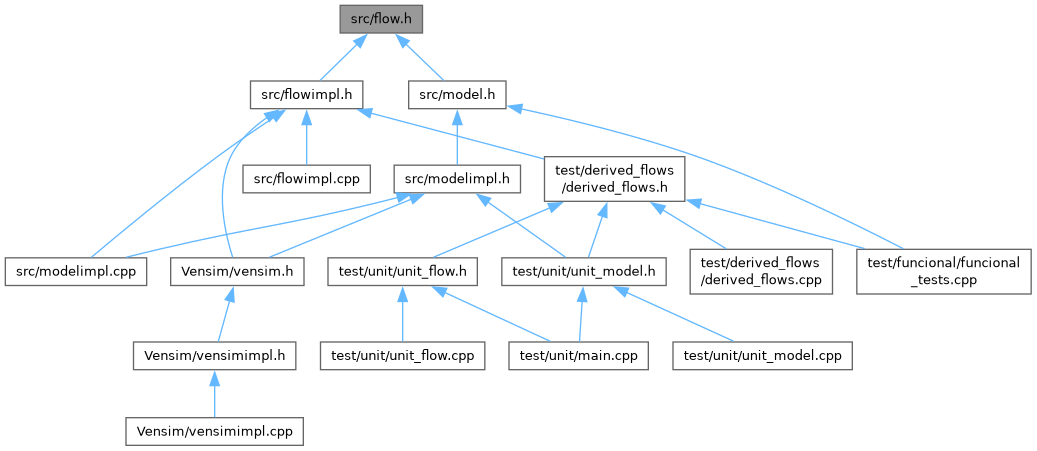 src/flow.h
src/flowimpl.h
src/model.h
src/flowimpl.cpp
src/modelimpl.h
test/derived_flows
/derived_flows.h
src/modelimpl.cpp
Vensim/vensim.h
test/unit/unit_flow.h
test/unit/unit_model.h
test/derived_flows
/derived_flows.cpp
test/funcional/funcional
_tests.cpp
Vensim/vensimimpl.h
test/unit/unit_flow.cpp
test/unit/main.cpp
test/unit/unit_model.cpp
Vensim/vensimimpl.cpp